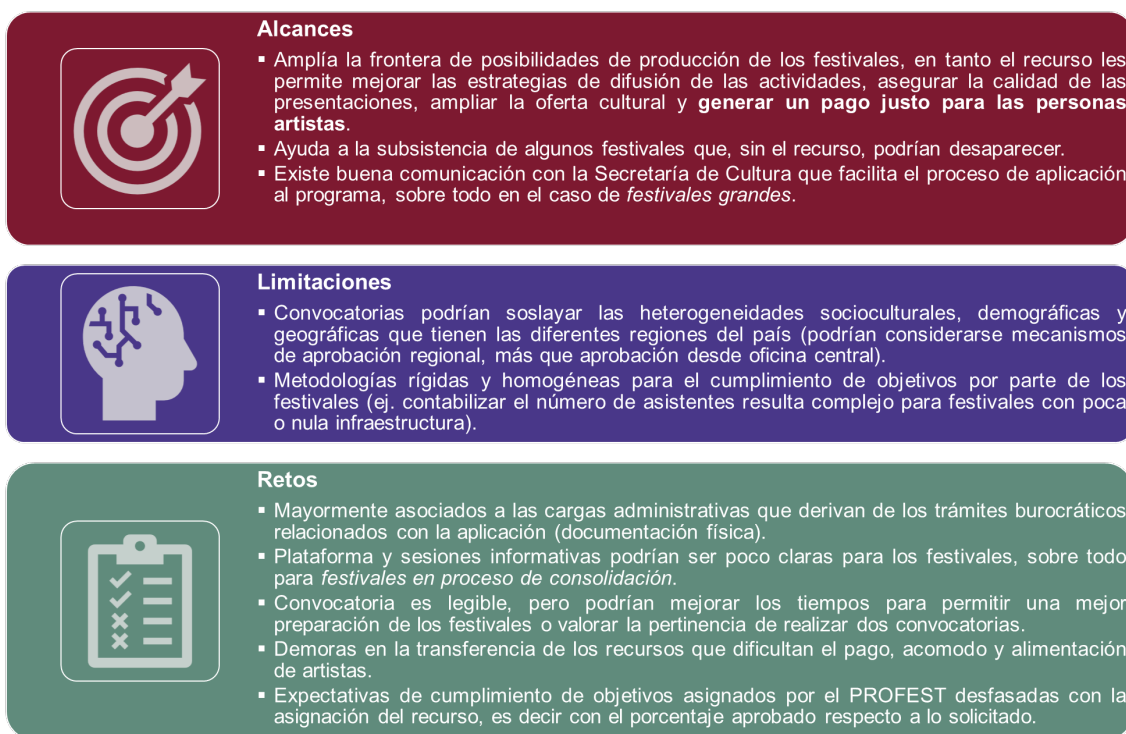 Alcances
▪ Amplía la frontera de posibilidades de producción de los festivales, en tanto el recurso les
permite mejorar las estrategias de difusión de las actividades, asegurar la calidad de las
presentaciones, ampliar la oferta cultural y generar un pago justo para las personas
artistas.
▪ Ayuda a la subsistencia de algunos festivales que, sin el recurso, podrían desaparecer.
▪ Existe buena comunicación con la Secretaría de Cultura que facilita el proceso de aplicación
al programa, sobre todo en el caso de festivales grandes.
Limitaciones
▪ Convocatorias podrían soslayar las heterogeneidades socioculturales, demográficas y
geográficas que tienen las diferentes regiones del país (podrían considerarse mecanismos
de aprobación regional, más que aprobación desde oficina central).
▪ Metodologías rígidas y homogéneas para el cumplimiento de objetivos por parte de los
festivales (ej. contabilizar el número de asistentes resulta complejo para festivales con poca
o nula infraestructura).
Retos
▪ Mayormente asociados a las cargas administrativas que derivan de los trámites burocráticos
relacionados con la aplicación (documentación física).
▪ Plataforma y sesiones informativas podrían ser poco claras para los festivales, sobre todo
para festivales en proceso de consolidación.
▪ Convocatoria es legible, pero podrían mejorar los tiempos para permitir una mejor
preparación de los festivales o valorar la pertinencia de realizar dos convocatorias.
▪ Demoras en la transferencia de los recursos que dificultan el pago, acomodo y alimentación
de artistas.
▪ Expectativas de cumplimiento de objetivos asignados por el PROFEST desfasadas con la
asignación del recurso, es decir con el porcentaje aprobado respecto a lo solicitado.